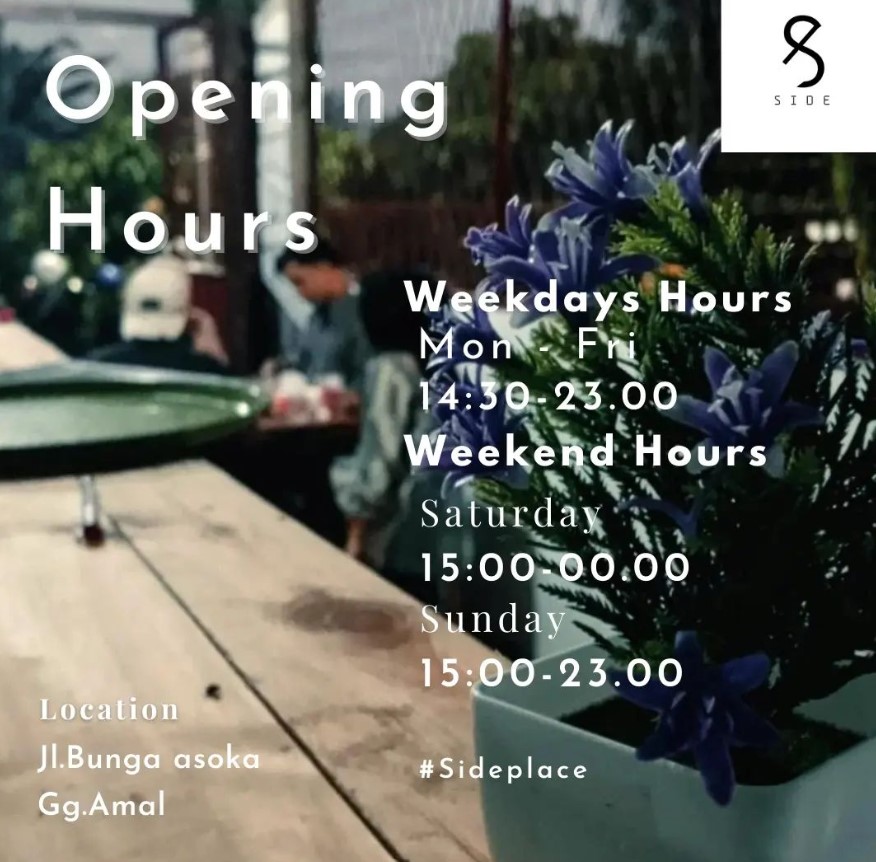 Opening
Hours
SIDE
Weekdays Hours
Mon - Fri
14:30-23.00
Weekend Hours
Saturday
15:00-00.00
Sunday
15:00-23.00
Location
Jl.Bunga asoka
Gg.Amal
#Sideplace